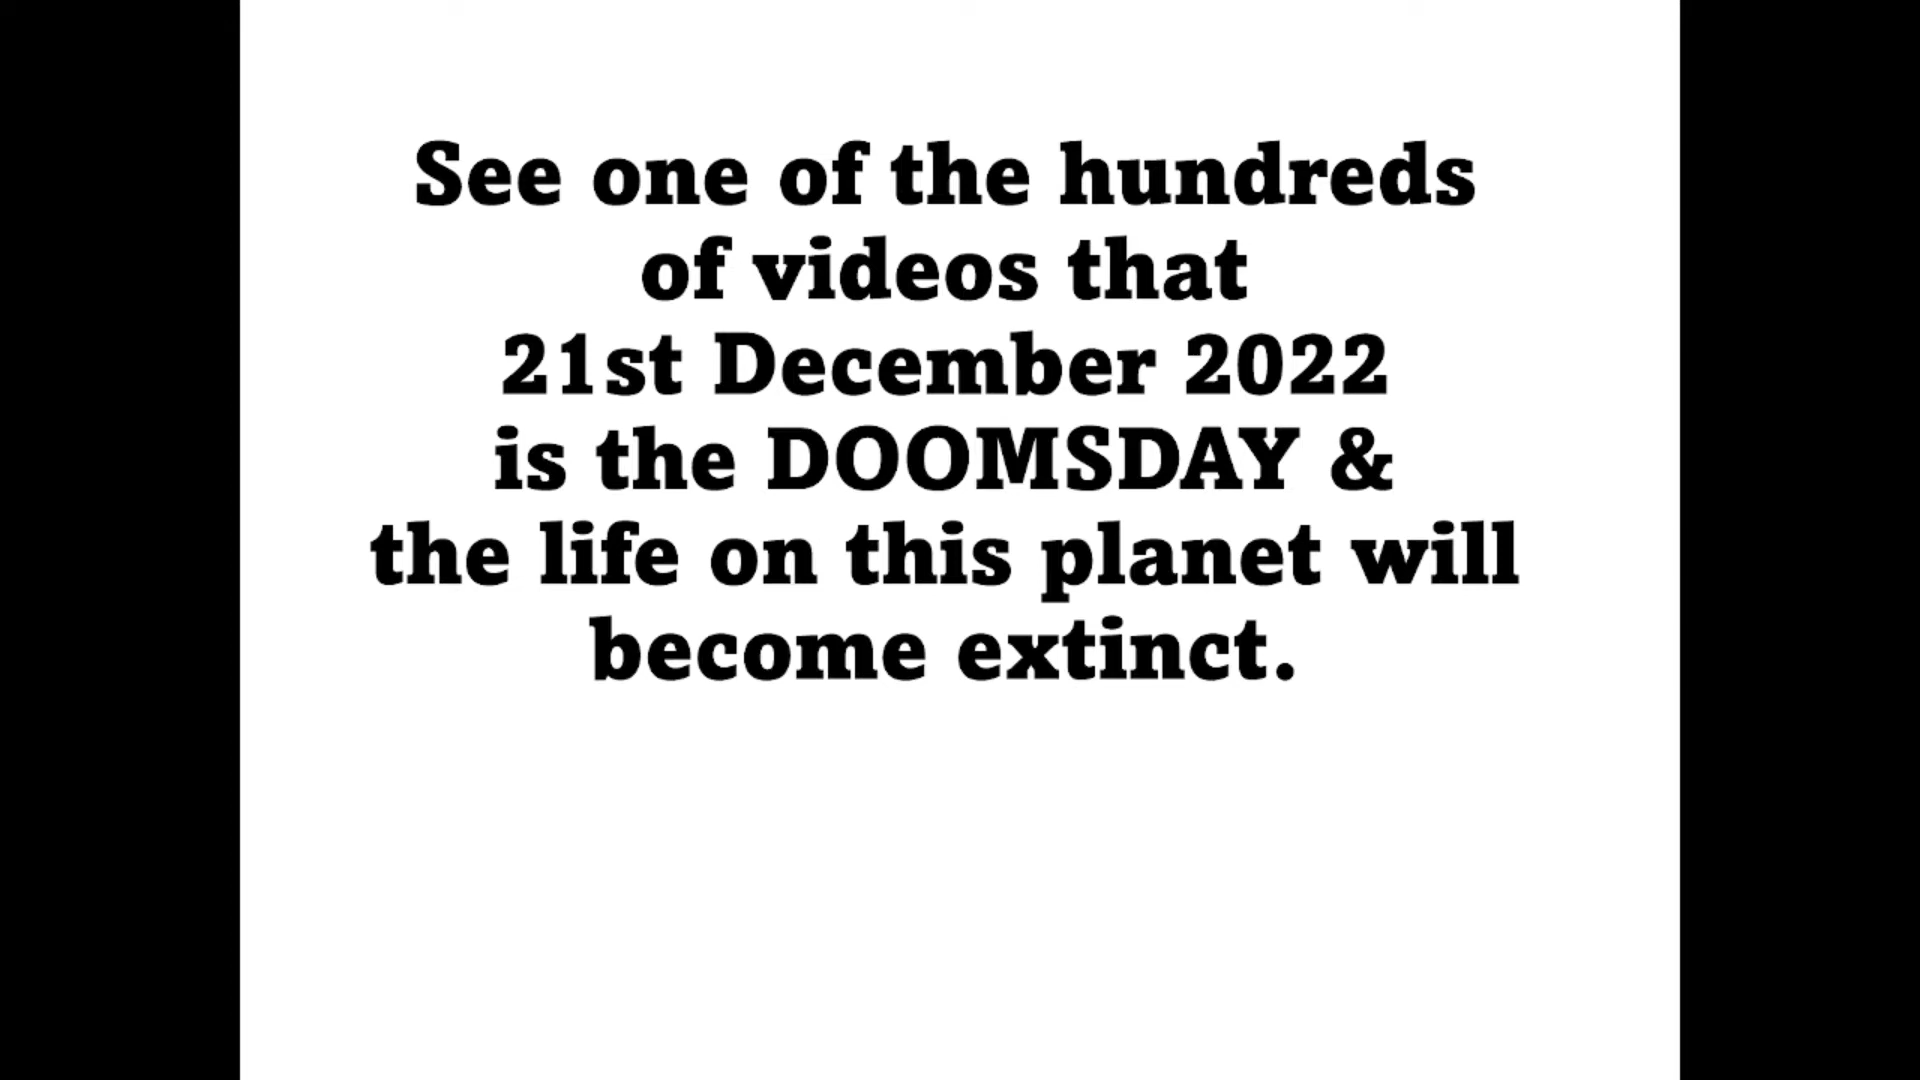 See one of the hundreds
of videos that
21st December 2022
is the DOOMSDAY &
the life on this planet will
become extinct.